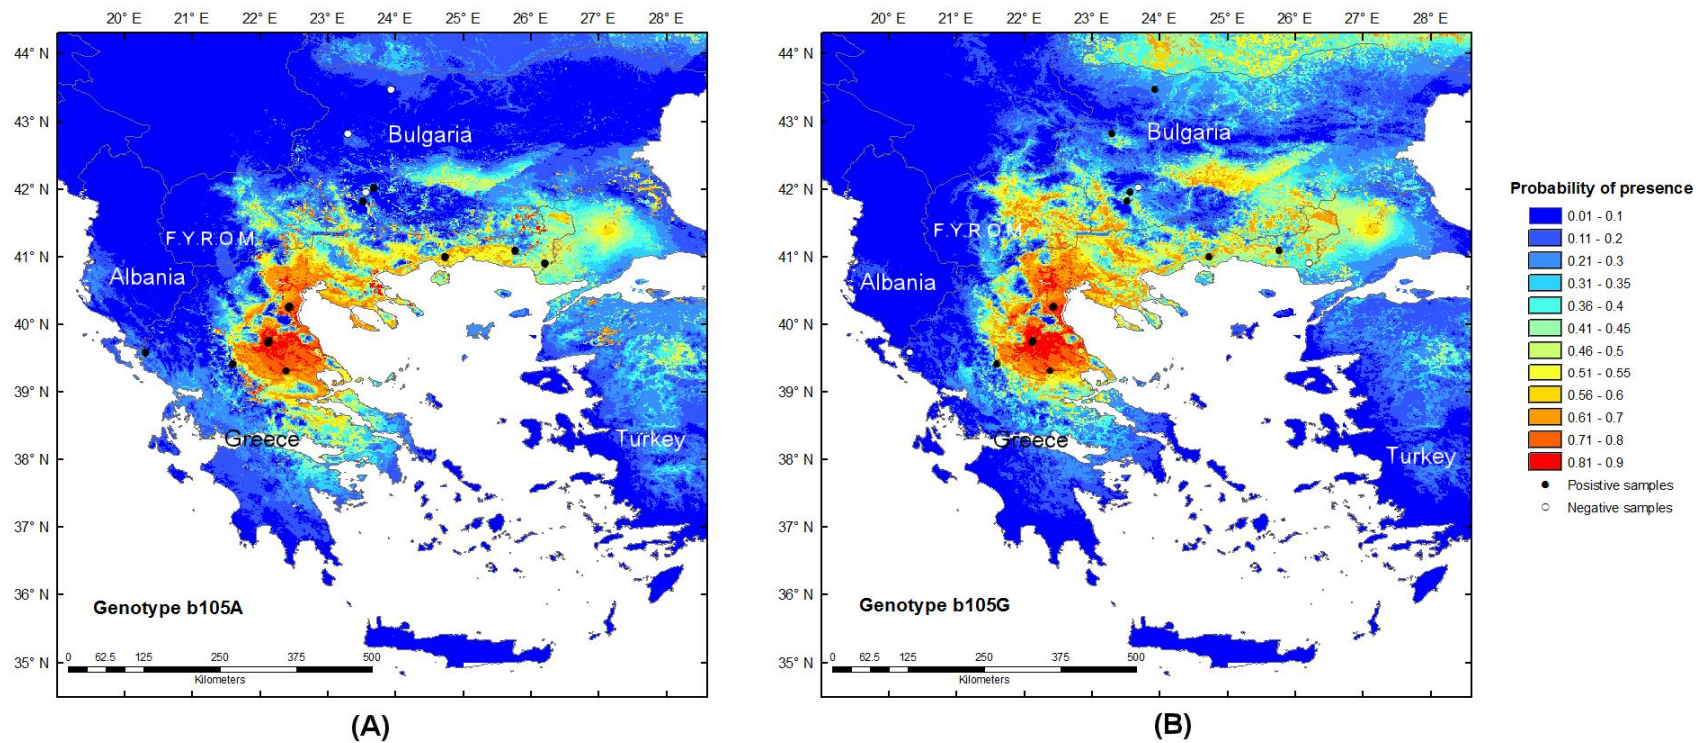 20° E 21° E 22° E 23° E 24° E 25° E 26° E 27° E 28° E
44° N
43° N
42° N
41° N
40° N
39° N
38° N
37° N
36° N
35° N
Bulgaria
F.Y.R.O.M.
Albania
Greece
Turkey
Genotype b105A
0 62.5 125 250 375 500
Kilometers
(A)
20° E 21° E 22° E 23° E 24° E 25° E 26° E 27° E 28° E
44° N
43° N
42° N
41° N
40° N
39° N
38° N
37° N
36° N
35° N
Bulgaria
F.Y.R.O.M.
Albania
Greece
Turkey
Genotype b105G
0 62.5 125 250 375 500
Kilometers
(B)
Probability of presence
0.01 - 0.1
0.11 - 0.2
0.21 - 0.3
0.31 - 0.35
0.36 - 0.4
0.41 - 0.45
0.46 - 0.5
0.51 - 0.55
0.56 - 0.6
0.61 - 0.7
0.71 - 0.8
0.81 - 0.9
Posistive samples
Negative samples